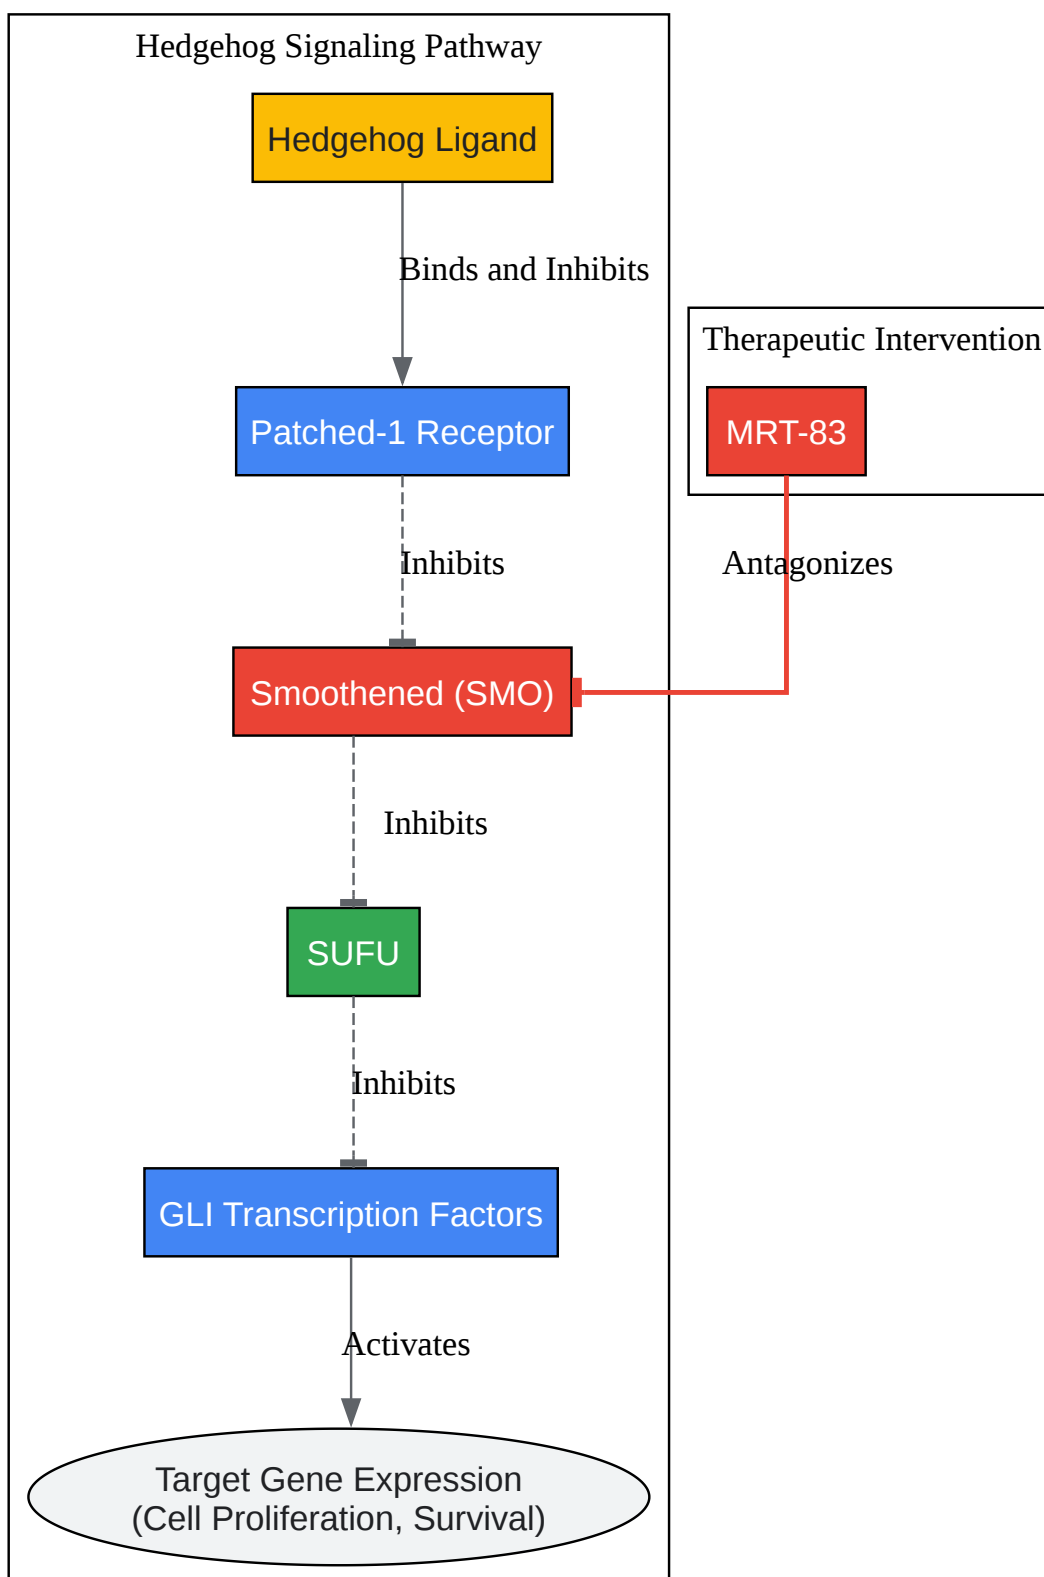 Hedgehog Signaling Pathway
Hedgehog Ligand
Binds and Inhibits
Therapeutic Intervention
Patched-1 Receptor
MRT-83
Inhibits
Antagonizes
Smoothened (SMO)
Inhibits
SUFU
Inhibits
GLI Transcription Factors
Activates
Target Gene Expression
(Cell Proliferation, Survival)